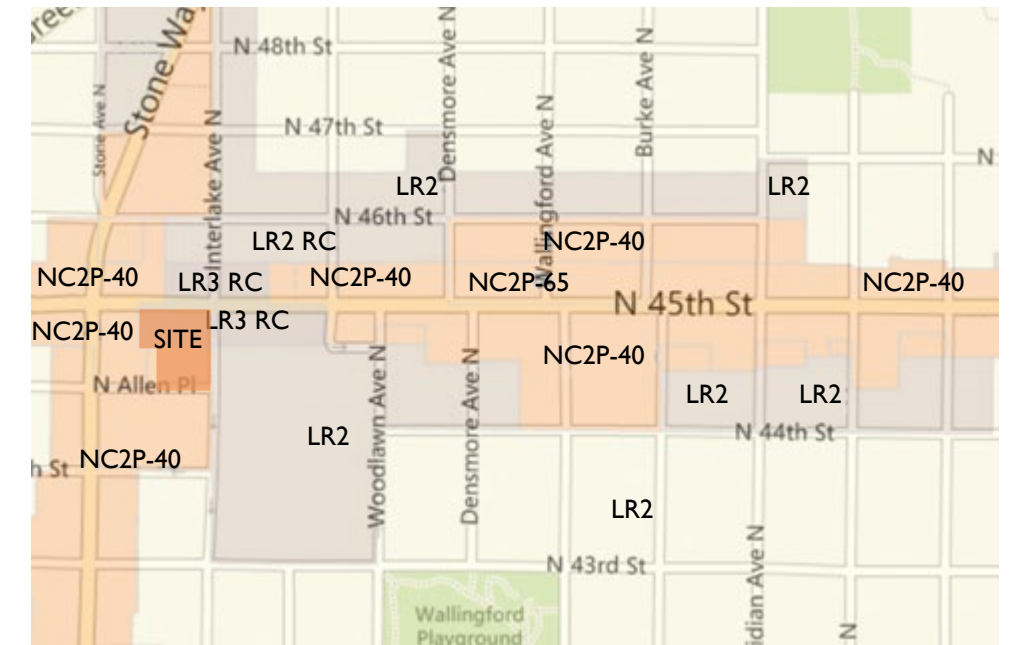 Stone Way
N 48th St
Densmore Ave N
Burke Ave N
Stone Ave N
Interlake Ave N
N 47th St
Wallingford Ave N
N
LR2
LR2
N 46th St
LR2 RC
NC2P-40
NC2P-40
LR3 RC
NC2P-40
NC2P-65
NC2P-40
N 45th St
LR3 RC
NC2P-40
SITE
NC2P-40
N Allen Pl
LR2
LR2
LR2
Woodlawn Ave N
Densmore Ave N
N 44th St
h St
NC2P-40
LR2
N 43rd St
idian Ave N
Wallingford
Playground
N